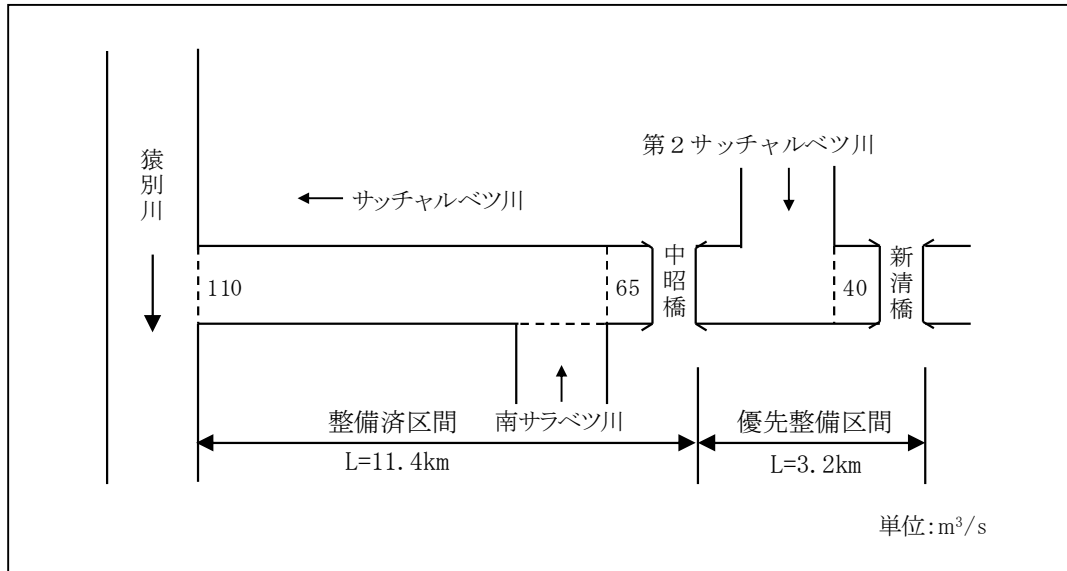 第２サッチャルベツ川
猿別川
サッチャルベツ川
中昭橋
新清橋
110
65
40
整備済区間
南サラベツ川
優先整備区間
L=11.4km
L=3.2km
単位:m³/s